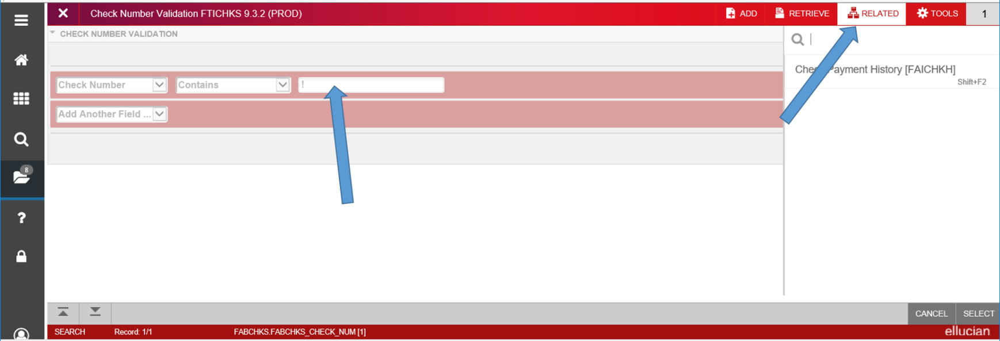 Check Number Validation FTICHKS 9.3.2 (PROD)
ADD
RETRIEVE
RELATED
TOOLS
1
CHECK NUMBER VALIDATION
Check Payment History [FAICHKH]
Shift+F2
Check Number
Contains
!
Add Another Field ...
8
?
CANCEL
SELECT
SEARCH
Record: 1/1
FABCHKS.FABCHKS_CHECK_NUM [1]
ellucian